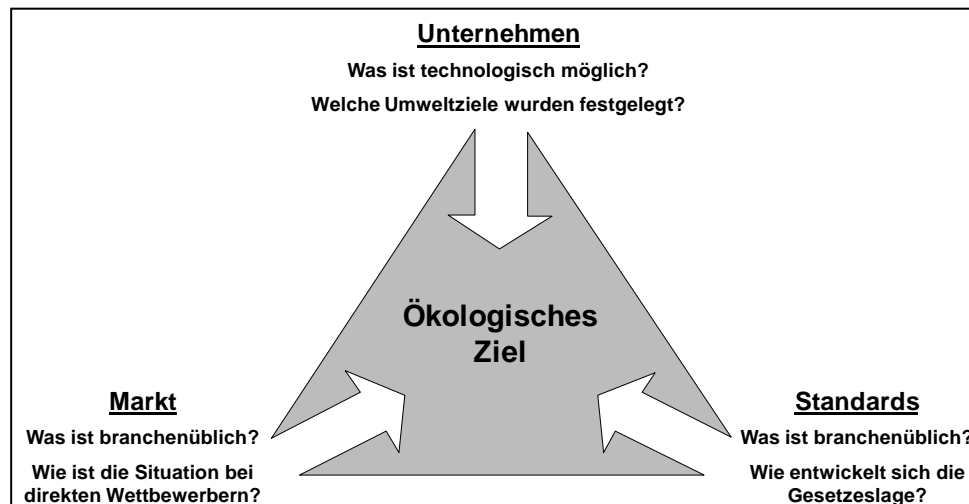 Unternehmen
Was ist technologisch möglich?
Welche Umweltziele wurden festgelegt?
Ökologisches
Ziel
Markt
Was ist branchenüblich?
Wie ist die Situation bei
direkten Wettbewerbern?
Standards
Was ist branchenüblich?
Wie entwickelt sich die
Gesetzeslage?